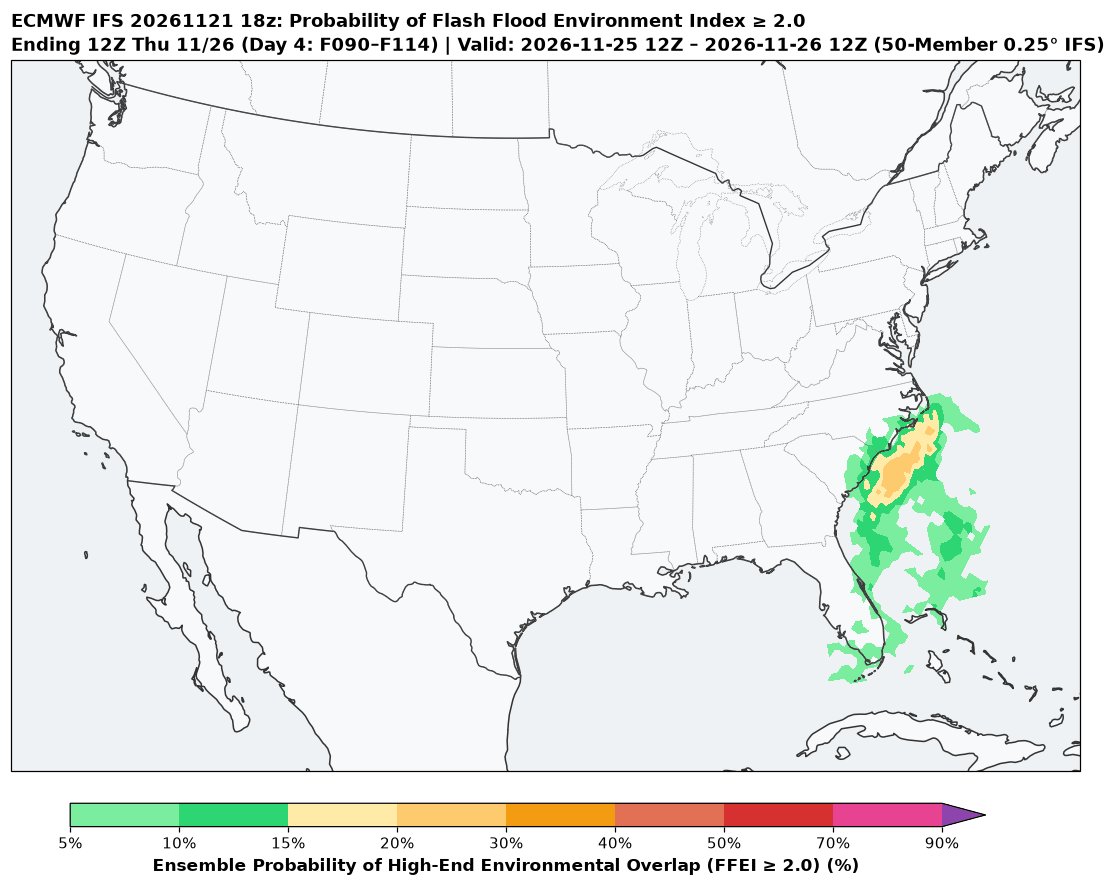 ECMWF IFS 20261121 18z: Probability of Flash Flood Environment Index ≥ 2.0
Ending 12Z Thu 11/26 (Day 4: F090–F114) | Valid: 2026-11-25 12Z – 2026-11-26 12Z (50-Member 0.25° IFS)
5% 10% 15% 20% 30% 40% 50% 70% 90%
Ensemble Probability of High-End Environmental Overlap (FFEI ≥ 2.0) (%)